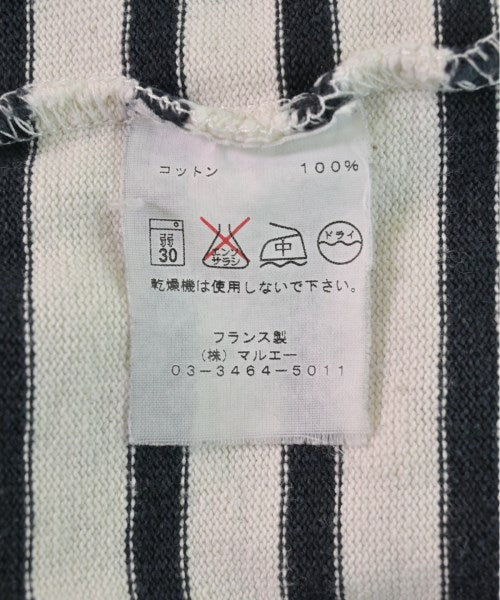 コットン 100%
弱 30 エンソ サラシ 中 ドライ
乾燥機は使用しないで下さい。
フランス製
(株) マルエー
03-3464-5011